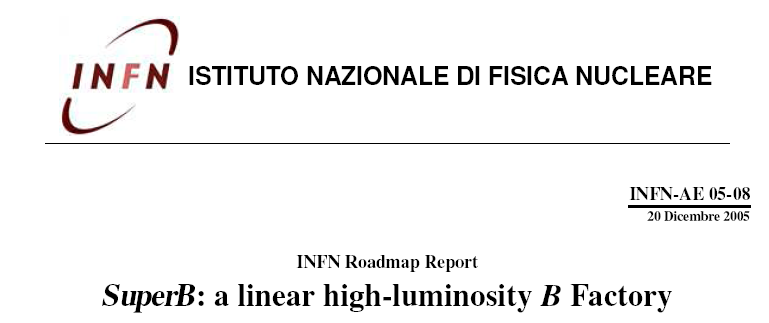 INFN ISTITUTO NAZIONALE DI FISICA NUCLEARE
INFN-AE 05-08
20 Dicembre 2005
INFN Roadmap Report
SuperB: a linear high-luminosity B Factory